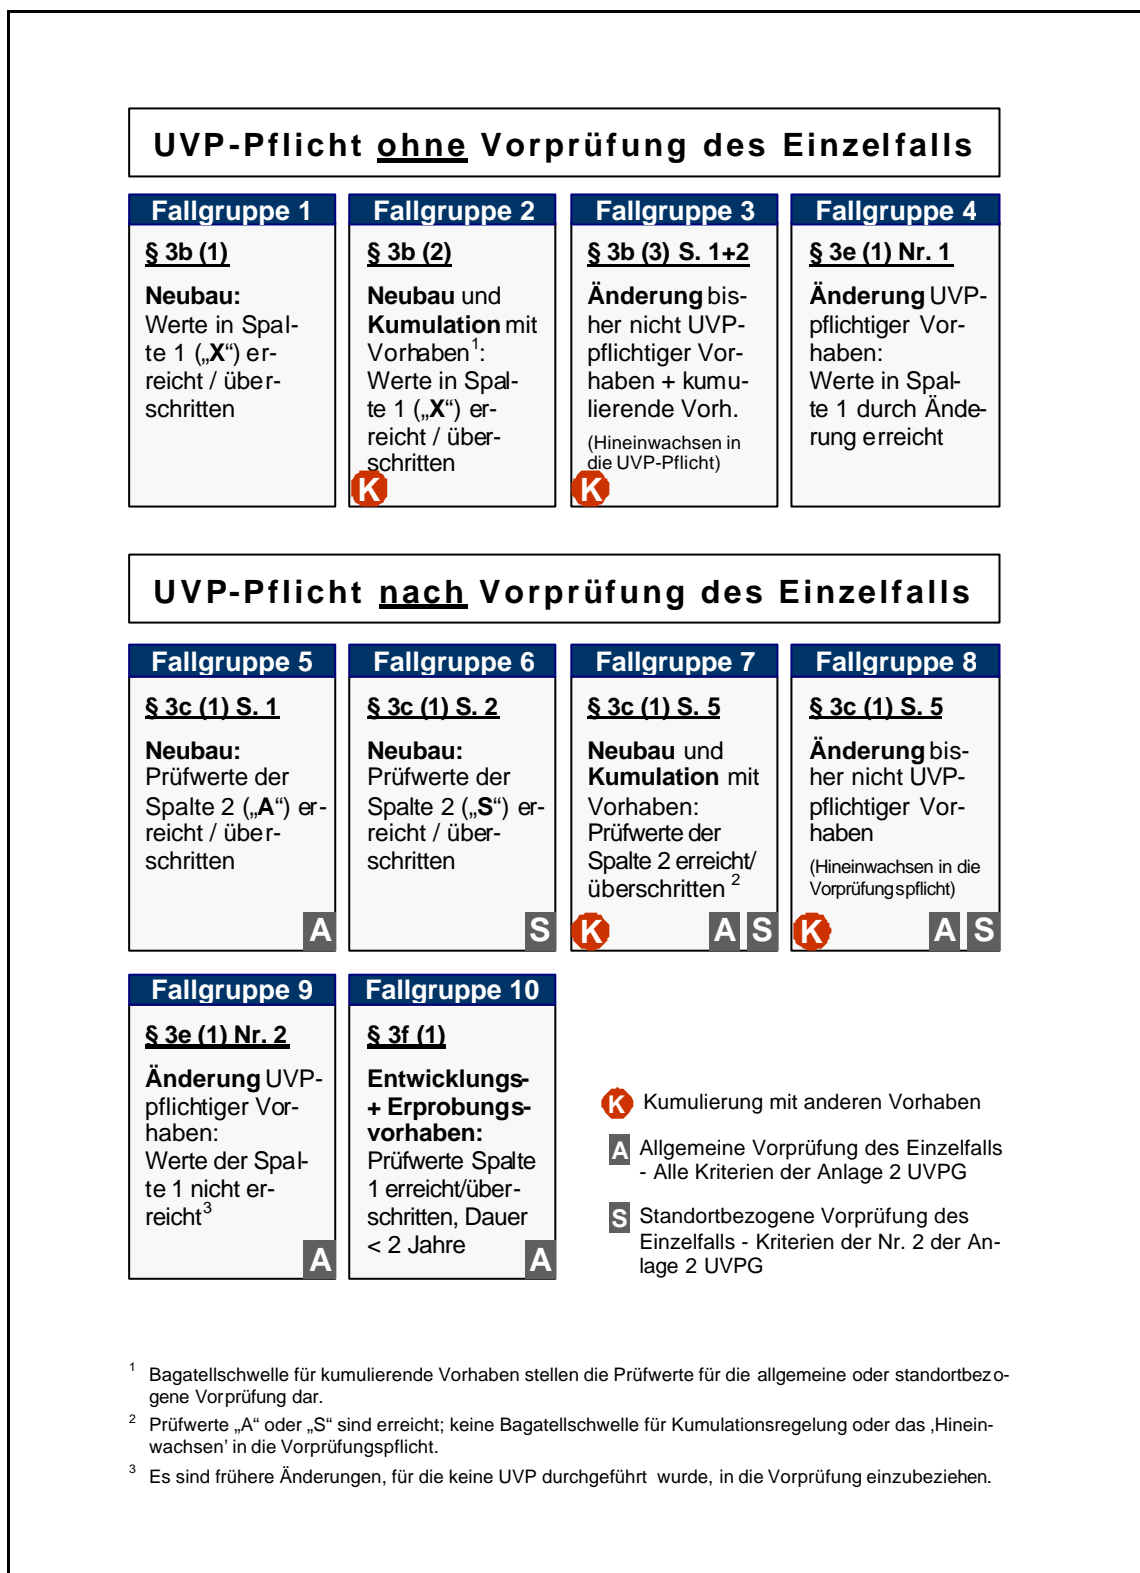 UVP-Pflicht ohne Vorprüfung des Einzelfalls
Fallgruppe 1
§ 3b (1)
Neubau:
Werte in Spal-
te 1 („X“) er-
reicht / über-
schritten
Fallgruppe 2
§ 3b (2)
Neubau und
Kumulation mit
Vorhaben1:
Werte in Spal-
te 1 („X“) er-
reicht / über-
schritten
K
Fallgruppe 3
§ 3b (3) S. 1+2
Änderung bis-
her nicht UVP-
pflichtiger Vor-
haben + kumu-
lierende Vorh.
(Hineinwachsen in
die UVP-Pflicht)
K
Fallgruppe 4
§ 3e (1) Nr. 1
Änderung UVP-
pflichtiger Vor-
haben:
Werte in Spal-
te 1 durch Ände-
rung erreicht
UVP-Pflicht nach Vorprüfung des Einzelfalls
Fallgruppe 5
§ 3c (1) S. 1
Neubau:
Prüfwerte der
Spalte 2 („A“) er-
reicht / über-
schritten
A
Fallgruppe 6
§ 3c (1) S. 2
Neubau:
Prüfwerte der
Spalte 2 („S“) er-
reicht / über-
schritten
S
Fallgruppe 7
§ 3c (1) S. 5
Neubau und
Kumulation mit
Vorhaben:
Prüfwerte der
Spalte 2 erreicht/
überschritten 2
K A S
Fallgruppe 8
§ 3c (1) S. 5
Änderung bis-
her nicht UVP-
pflichtiger Vor-
haben
(Hineinwachsen in die
Vorprüfungspflicht)
K A S
Fallgruppe 9
§ 3e (1) Nr. 2
Änderung UVP-
pflichtiger Vor-
haben:
Werte der Spal-
te 1 nicht er-
reicht3
A
Fallgruppe 10
§ 3f (1)
Entwicklungs-
+ Erprobungs-
vorhaben:
Prüfwerte Spalte
1 erreicht/über-
schritten, Dauer
< 2 Jahre
A
K Kumulierung mit anderen Vorhaben
A Allgemeine Vorprüfung des Einzelfalls
- Alle Kriterien der Anlage 2 UVPG
S Standortbezogene Vorprüfung des
Einzelfalls - Kriterien der Nr. 2 der An-
lage 2 UVPG
1 Bagatellschwelle für kumulierende Vorhaben stellen die Prüfwerte für die allgemeine oder standortbezo-
gene Vorprüfung dar.
2 Prüfwerte „A“ oder „S“ sind erreicht; keine Bagatellschwelle für Kumulationsregelung oder das ‚Hinein-
wachsen’ in die Vorprüfungspflicht.
3 Es sind frühere Änderungen, für die keine UVP durchgeführt wurde, in die Vorprüfung einzubeziehen.